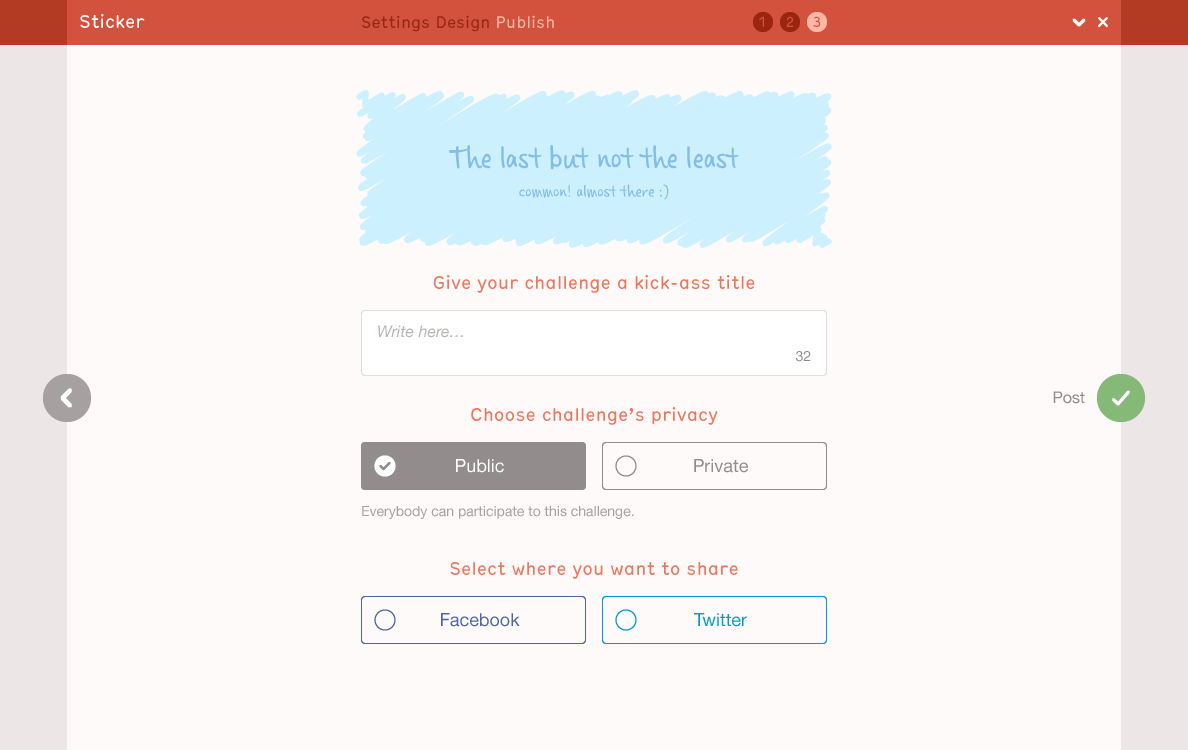 Sticker
Settings Design Publish
1 2 3
The last but not the least
common! almost there :)
Give your challenge a kick-ass title
Write here...
32
Choose challenge's privacy
Post
Public
Private
Everybody can participate to this challenge.
Select where you want to share
Facebook
Twitter